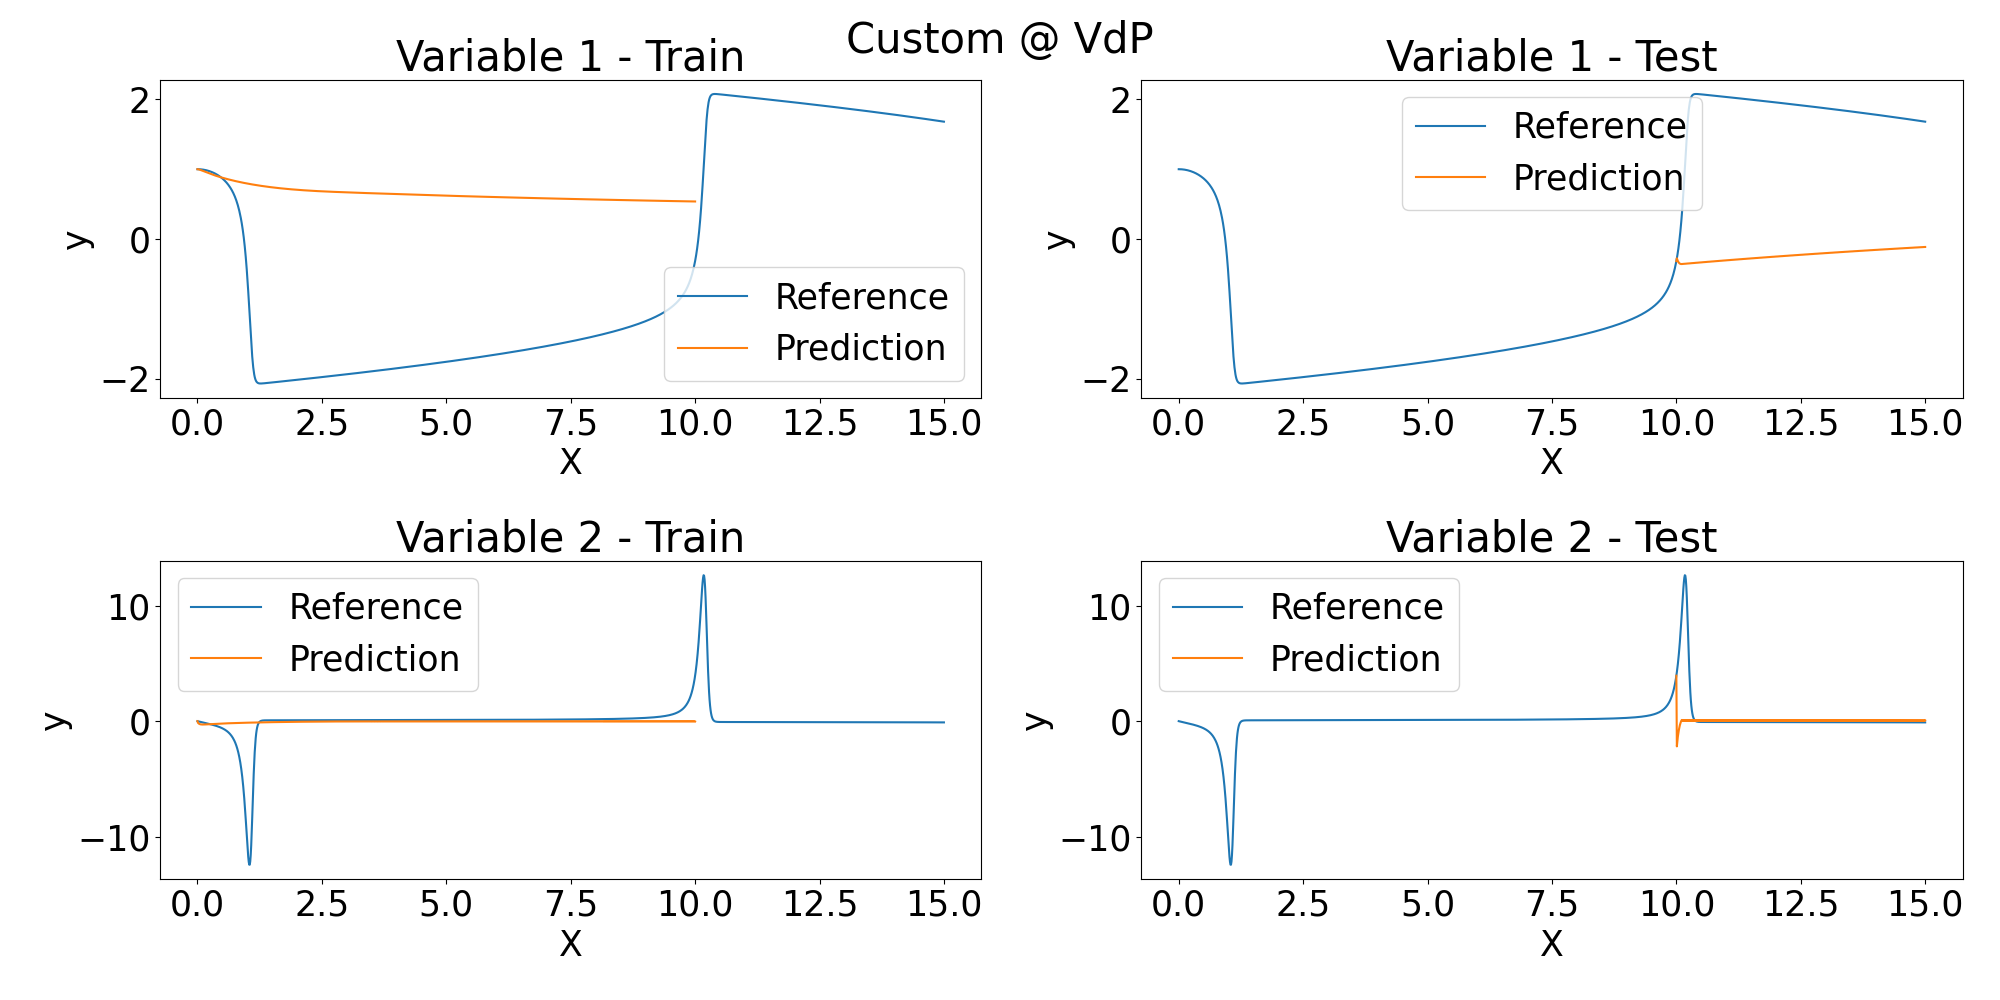 Custom @ VdP
Variable 1 - Train
2
0
−2
y
Reference
Prediction
0.0 2.5 5.0 7.5 10.0 12.5 15.0
X
Variable 1 - Test
2
0
−2
y
Reference
Prediction
0.0 2.5 5.0 7.5 10.0 12.5 15.0
X
Variable 2 - Train
10
0
−10
y
Reference
Prediction
0.0 2.5 5.0 7.5 10.0 12.5 15.0
X
Variable 2 - Test
10
0
−10
y
Reference
Prediction
0.0 2.5 5.0 7.5 10.0 12.5 15.0
X